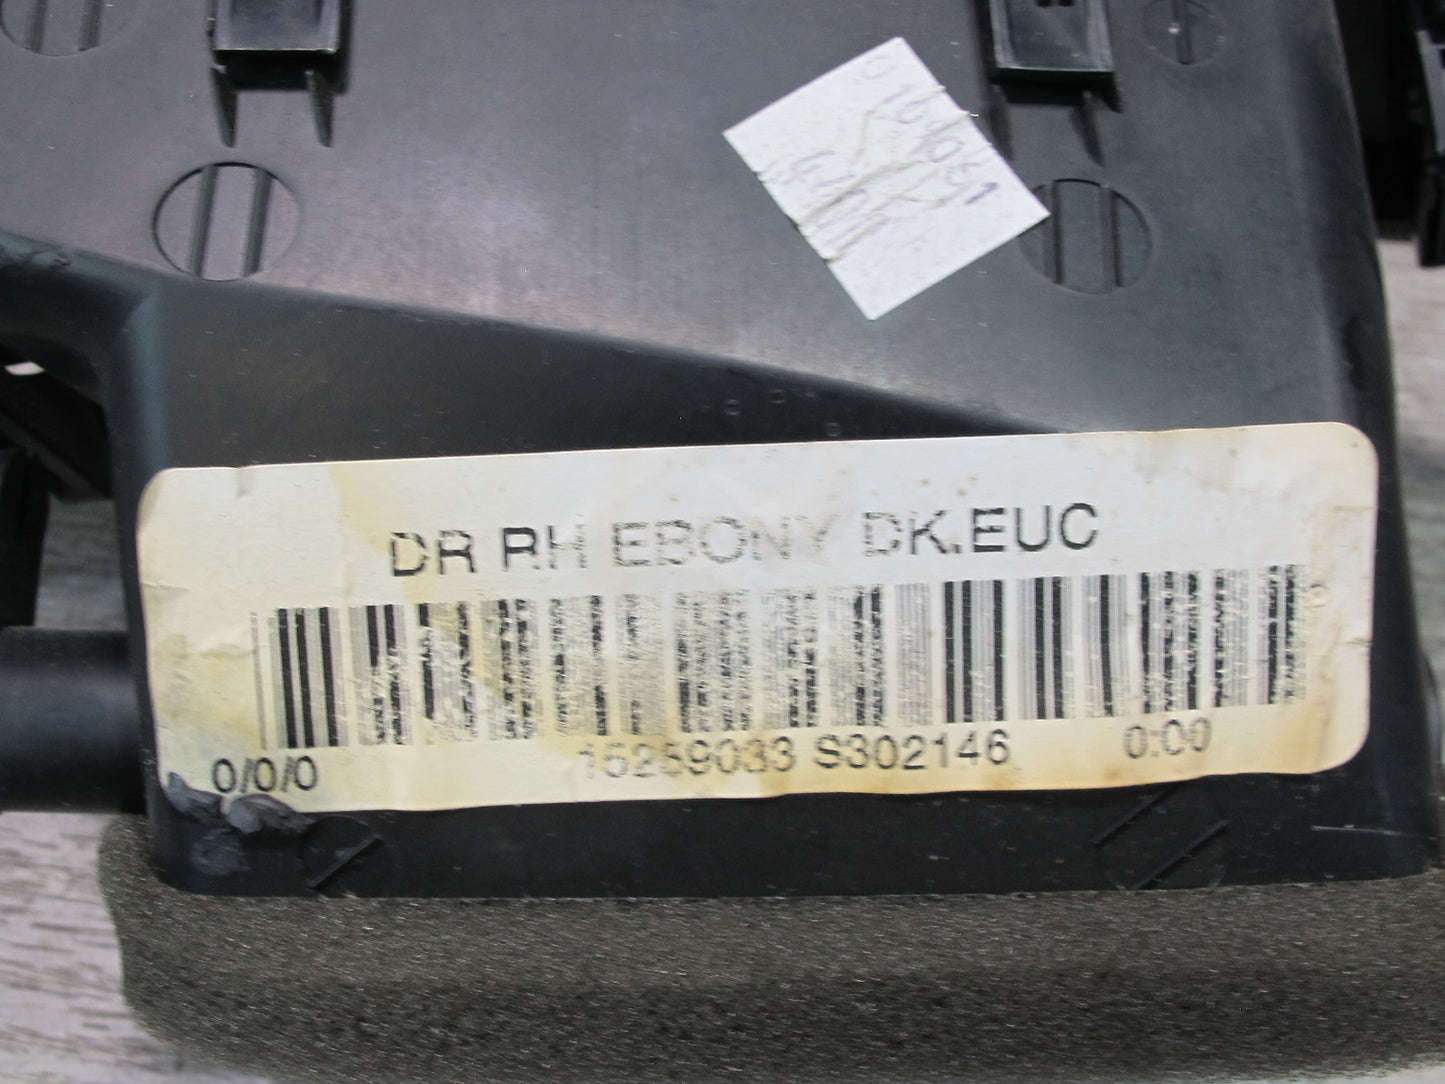 DR RH EBONY DK.EUC
0/0/0 15259033 S302146 0:00